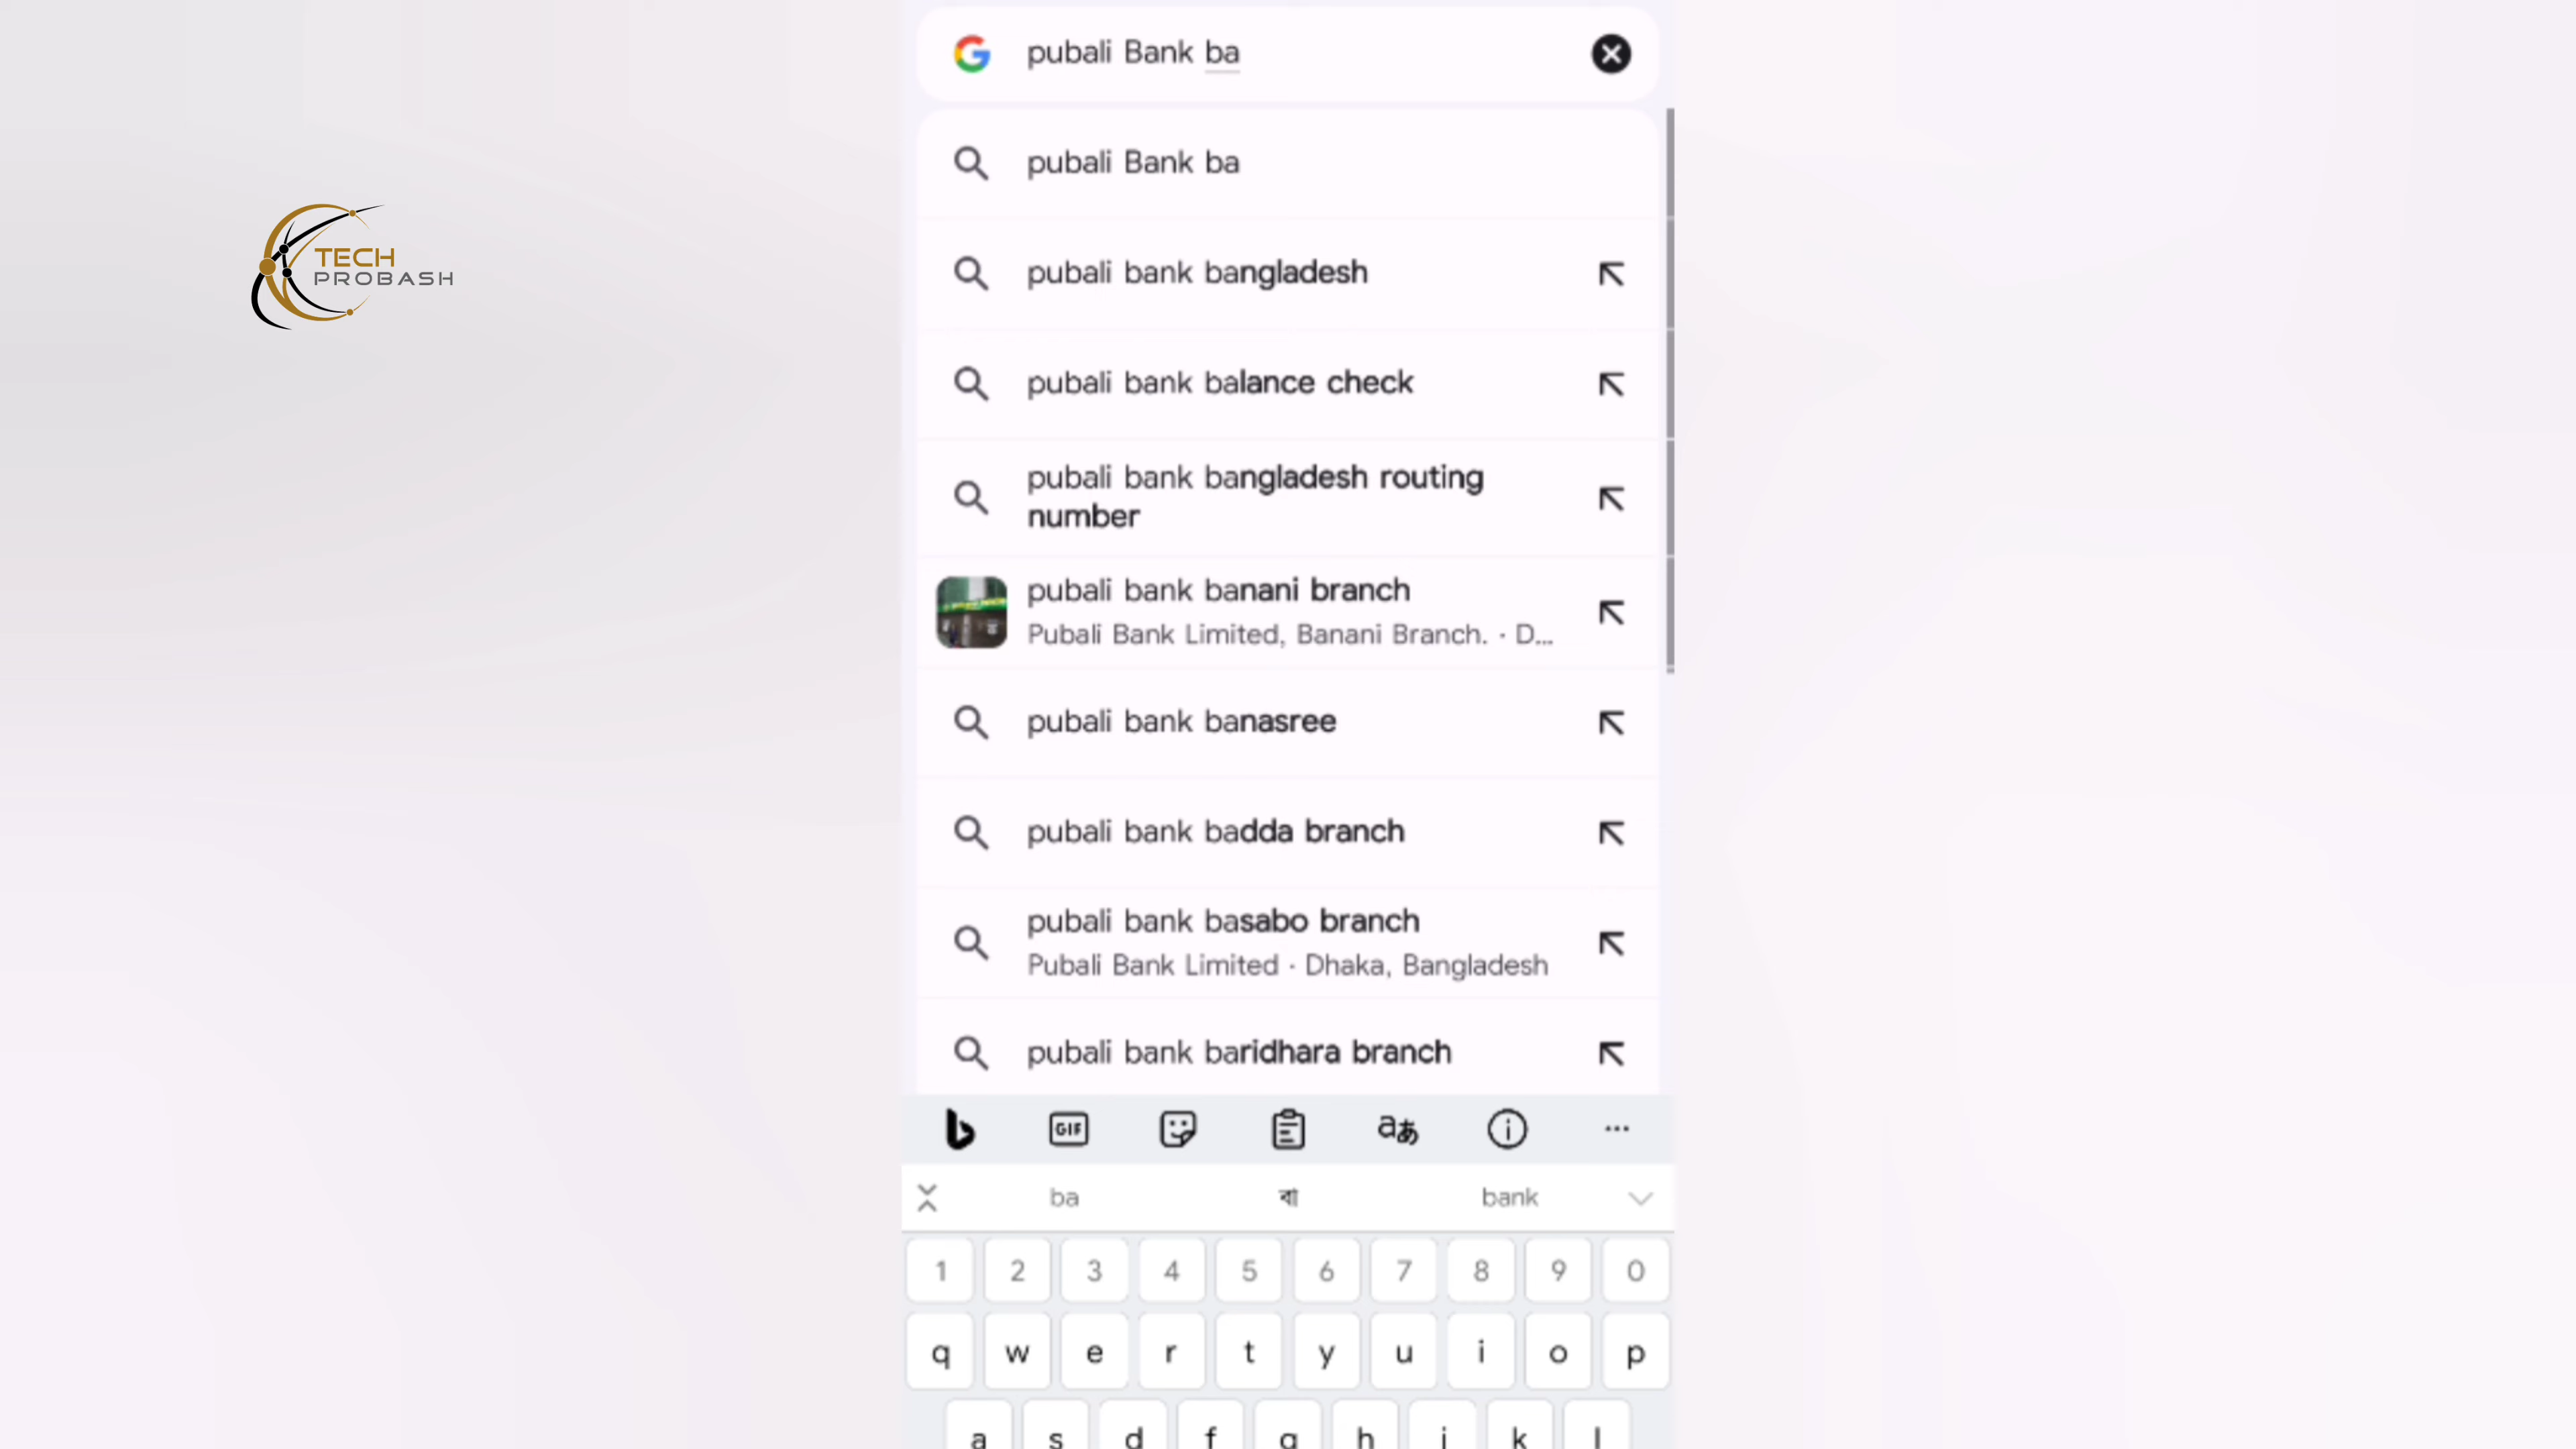 pubali Bank ba
pubali Bank ba
pubali bank bangladesh
pubali bank balance check
pubali bank bangladesh routing
number
pubali bank banani branch
Pubali Bank Limited, Banani Branch. · D...
pubali bank banasree
pubali bank badda branch
pubali bank basabo branch
Pubali Bank Limited · Dhaka, Bangladesh
pubali bank baridhara branch
TECH
PROBASH
GIF
aあ
ba বা bank
1 2 3 4 5 6 7 8 9 0
q w e r t y u i o p
a s d f g h j k l